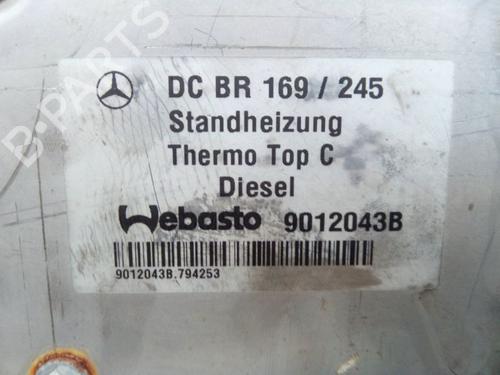 B-PARTS
DC BR 169 / 245
Standheizung
Thermo Top C
Diesel
Webasto 9012043B
9012043B.794253